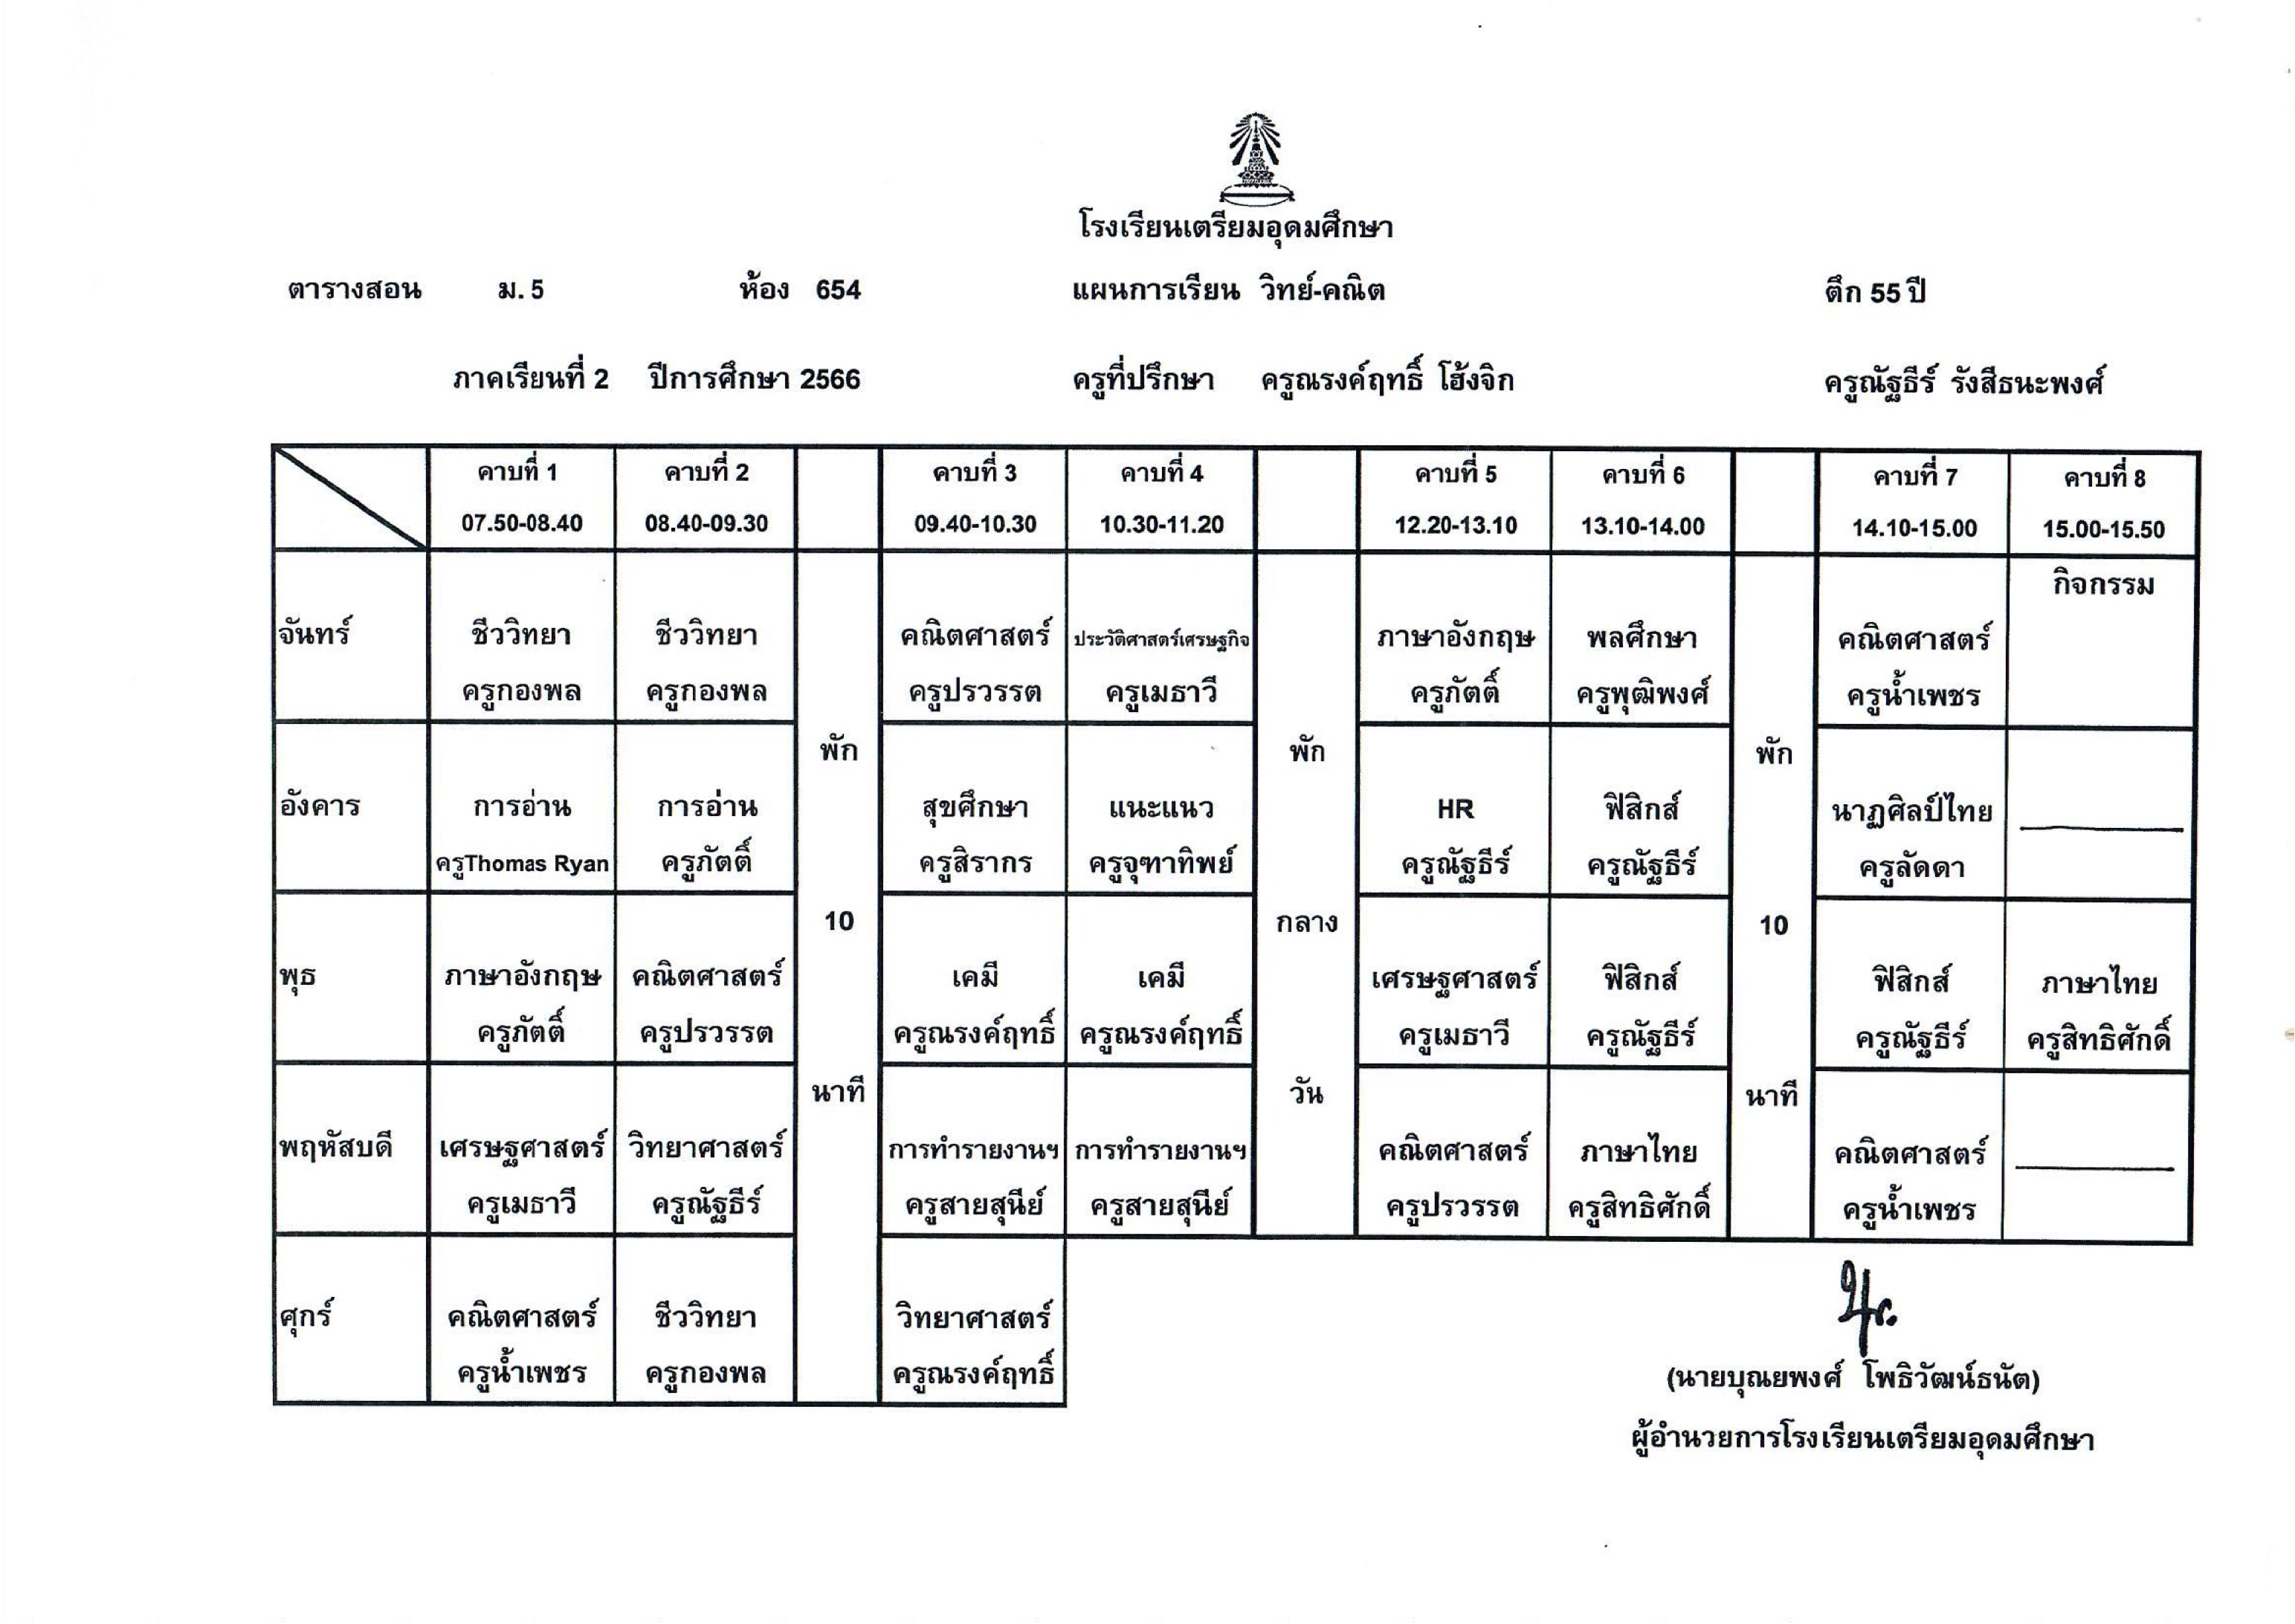 โรงเรียนเตรียมอุดมศึกษา
ตารางสอน ม. 5 ห้อง 654 แผนการเรียน วิทย์-คณิต ตึก 55 ปี
ภาคเรียนที่ 2 ปีการศึกษา 2566 ครูที่ปรึกษา ครูณรงค์ฤทธิ์ โฮ้งจิก ครูณัฐธีร์ รังสีธนะพงศ์
คาบที่ 1 คาบที่ 2 คาบที่ 3 คาบที่ 4 คาบที่ 5 คาบที่ 6 คาบที่ 7 คาบที่ 8
07.50-08.40 08.40-09.30 09.40-10.30 10.30-11.20 12.20-13.10 13.10-14.00 14.10-15.00 15.00-15.50
กิจกรรม
จันทร์ ชีววิทยา ชีววิทยา คณิตศาสตร์ ประวัติศาสตร์เศรษฐกิจ ภาษาอังกฤษ พลศึกษา คณิตศาสตร์
ครูกองพล ครูกองพล ครูปรวรรต ครูเมธาวี ครูภัตติ์ ครูพุฒิพงศ์ ครูน้ำเพชร
พัก พัก พัก
อังคาร การอ่าน การอ่าน สุขศึกษา แนะแนว HR ฟิสิกส์ นาฏศิลป์ไทย
ครูThomas Ryan ครูภัตติ์ ครูสิรากร ครูจุฑาทิพย์ ครูณัฐธีร์ ครูณัฐธีร์ ครูลัดดา
10 กลาง 10
พุธ ภาษาอังกฤษ คณิตศาสตร์ เคมี เคมี เศรษฐศาสตร์ ฟิสิกส์ ฟิสิกส์ ภาษาไทย
ครูภัตติ์ ครูปรวรรต ครูณรงค์ฤทธิ์ ครูณรงค์ฤทธิ์ ครูเมธาวี ครูณัฐธีร์ ครูณัฐธีร์ ครูสิทธิศักดิ์
นาที วัน นาที
พฤหัสบดี เศรษฐศาสตร์ วิทยาศาสตร์ การทำรายงานฯ การทำรายงานฯ คณิตศาสตร์ ภาษาไทย คณิตศาสตร์
ครูเมธาวี ครูณัฐธีร์ ครูสายสุนีย์ ครูสายสุนีย์ ครูปรวรรต ครูสิทธิศักดิ์ ครูน้ำเพชร
ศุกร์ คณิตศาสตร์ ชีววิทยา วิทยาศาสตร์
ครูน้ำเพชร ครูกองพล ครูณรงค์ฤทธิ์
(นายบุณยพงศ์ โพธิวัฒน์ธนัต)
ผู้อำนวยการโรงเรียนเตรียมอุดมศึกษา